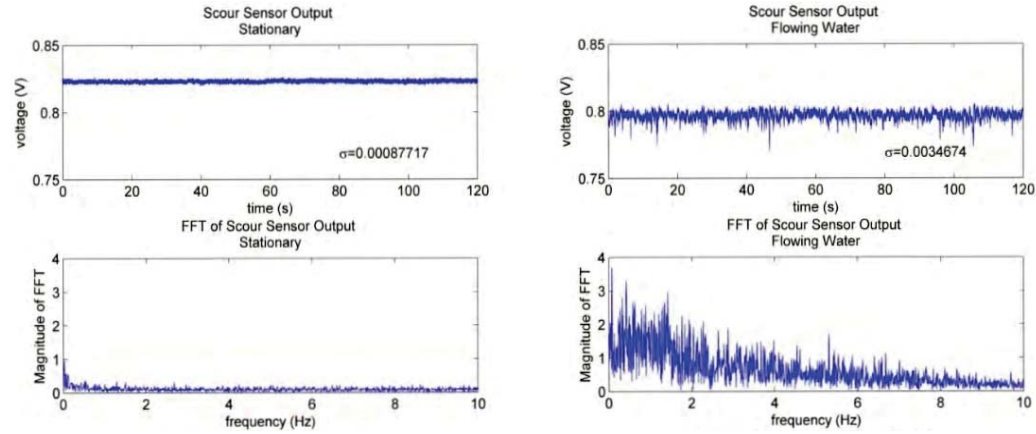 Scour Sensor Output
Stationary
0.85
0.8
0.75
voltage (V)
σ=0.00087717
0 20 40 60 80 100 120
time (s)
Scour Sensor Output
Flowing Water
0.85
0.8
0.75
voltage (V)
σ=0.0034674
0 20 40 60 80 100 120
time (s)
FFT of Scour Sensor Output
Stationary
4
3
2
1
0
Magnitude of FFT
0 2 4 6 8 10
frequency (Hz)
FFT of Scour Sensor Output
Flowing Water
4
3
2
1
0
Magnitude of FFT
0 2 4 6 8 10
frequency (Hz)